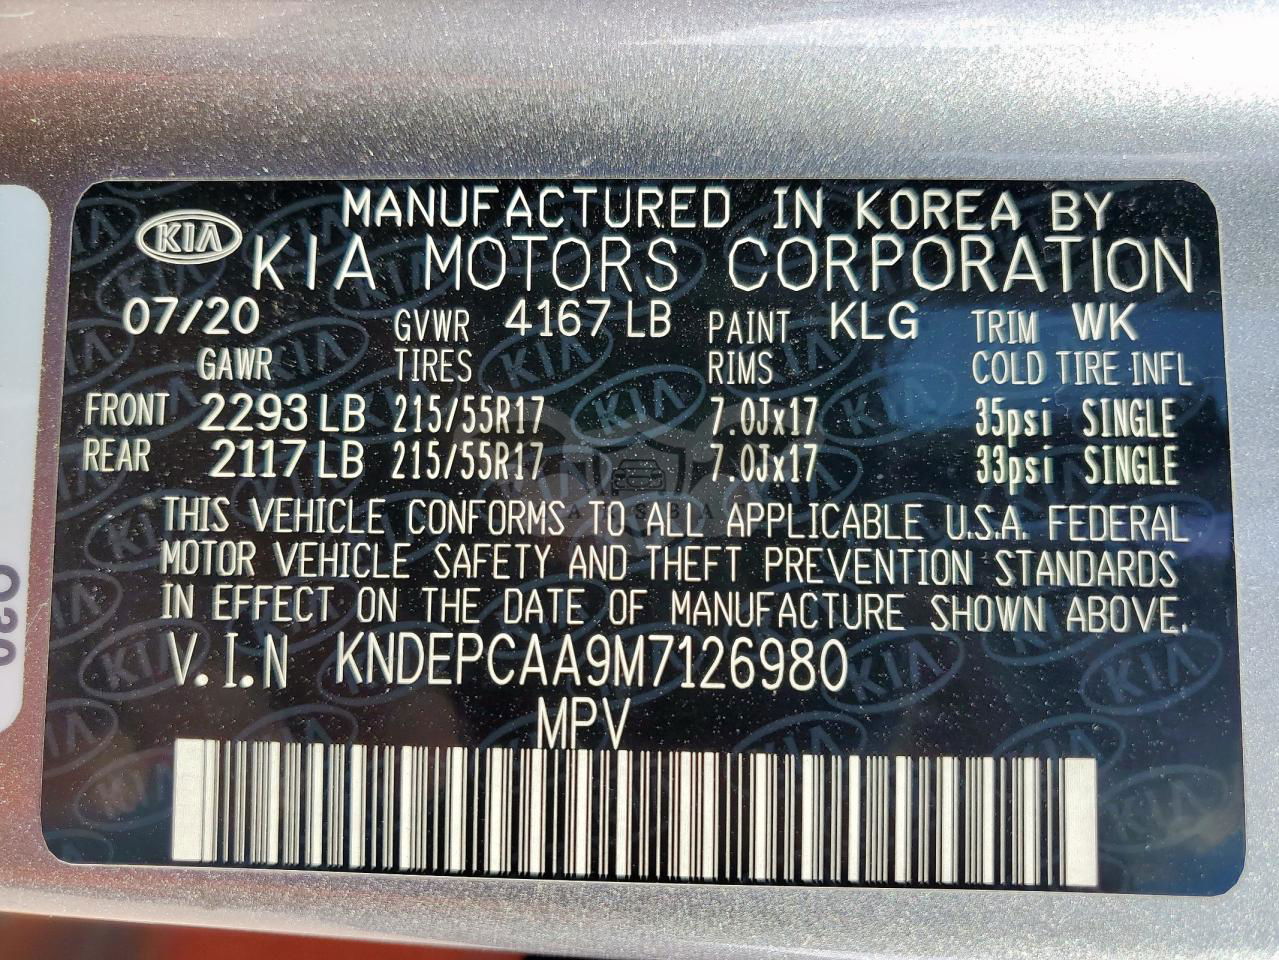 MANUFACTURED IN KOREA BY
KIA KIA MOTORS CORPORATION
07/20 GVWR 4167 LB PAINT KLG TRIM WK
GAWR TIRES RIMS COLD TIRE INFL
FRONT 2293 LB 215/55R17 7.0Jx17 35psi SINGLE
REAR 2117 LB 215/55R17 7.0Jx17 33psi SINGLE
THIS VEHICLE CONFORMS TO ALL APPLICABLE U.S.A. FEDERAL
MOTOR VEHICLE SAFETY AND THEFT PREVENTION STANDARDS
IN EFFECT ON THE DATE OF MANUFACTURE SHOWN ABOVE.
V.I.N KNDEPCAA9M7126980
MPV